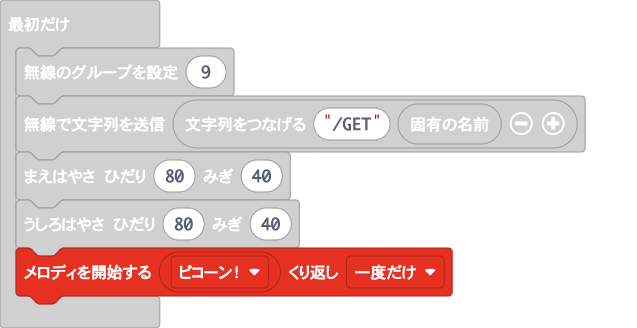 最初だけ
無線のグループを設定 9
無線で文字列を送信 文字列をつなげる "/GET" 固有の名前
まえはやさ ひだり 80 みぎ 40
うしろはやさ ひだり 80 みぎ 40
メロディを開始する ピコーン! くり返し 一度だけ